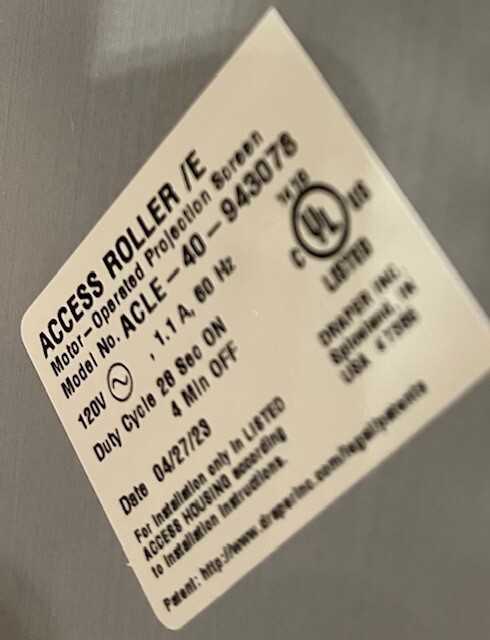 ACCESS ROLLER /E
Motor-Operated Projection Screen
Model No. ACLE-40-943078
120V , 1.1 A, 60 Hz
Duty Cycle 28 Sec ON
4 Min OFF
Date 04/27/23
For installation only in LISTED
ACCESS HOUSING according
to installation instructions.
Patent: http://www.draperinc.com/legal/patents
C UL US
LISTED
DRAPER INC.
Spiceland, IN
USA 47385